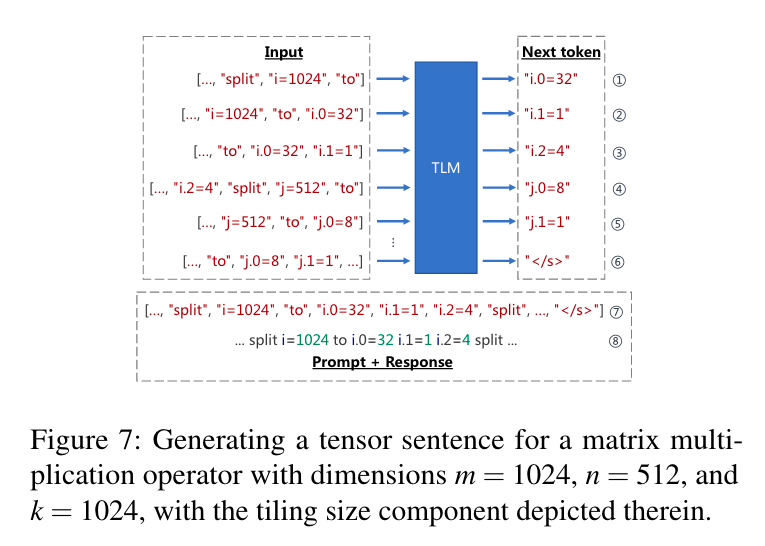 Input
Next token
[..., "split", "i=1024", "to"]
"i.0=32" ①
[..., "i=1024", "to", "i.0=32"]
"i.1=1" ②
[..., "to", "i.0=32", "i.1=1"]
"i.2=4" ③
TLM
[..., "i.2=4", "split", "j=512", "to"]
"j.0=8" ④
[..., "j=512", "to", "j.0=8"]
"j.1=1" ⑤
⋮
[..., "to", "j.0=8", "j.1=1", ...]
"</s>" ⑥
[..., "split", "i=1024", "to", "i.0=32", "i.1=1", "i.2=4", "split", ..., "</s>"] ⑦
... split i=1024 to i.0=32 i.1=1 i.2=4 split ... ⑧
Prompt + Response
Figure 7: Generating a tensor sentence for a matrix multi-
plication operator with dimensions m = 1024, n = 512, and
k = 1024, with the tiling size component depicted therein.